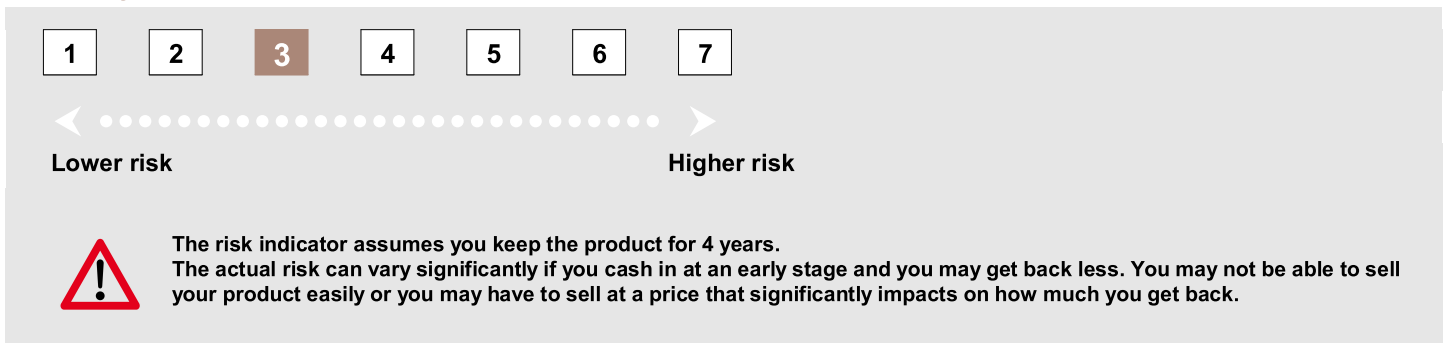 1 2 3 4 5 6 7
Lower risk Higher risk
The risk indicator assumes you keep the product for 4 years.
The actual risk can vary significantly if you cash in at an early stage and you may get back less. You may not be able to sell
your product easily or you may have to sell at a price that significantly impacts on how much you get back.